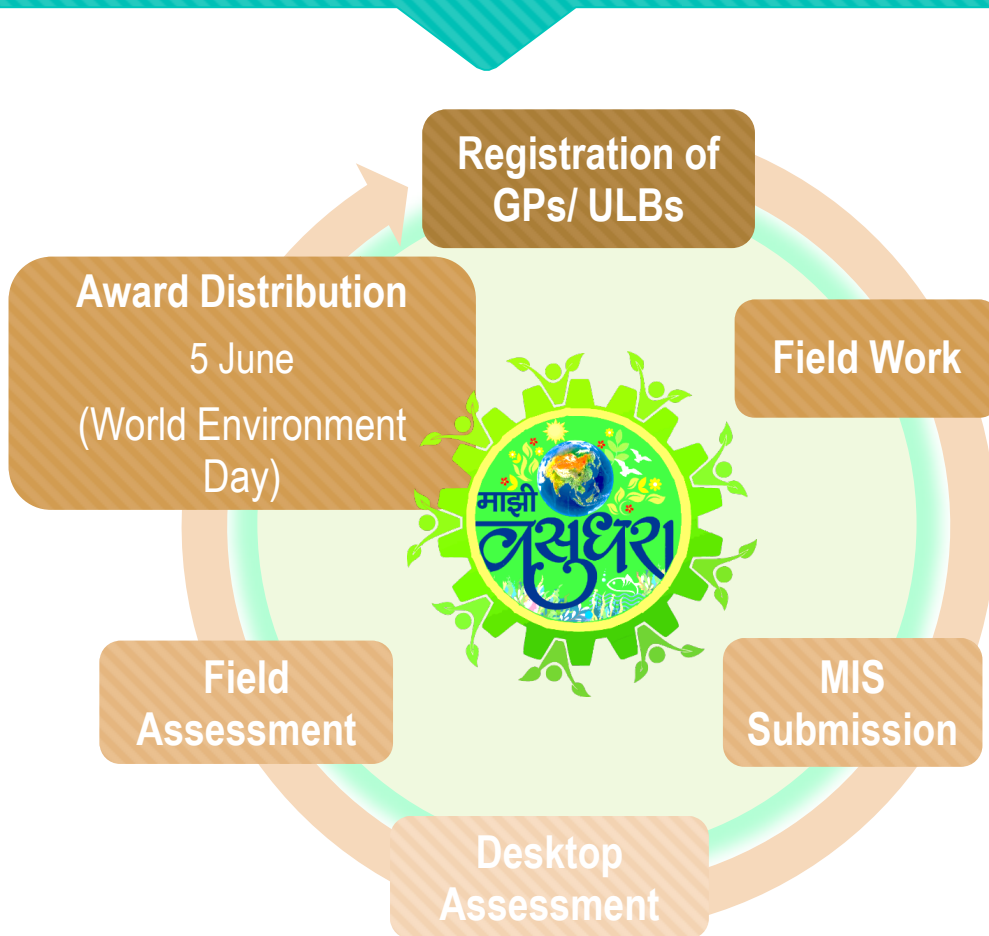 Registration of
GPs/ ULBs
Field Work
MIS
Submission
Desktop
Assessment
Field
Assessment
Award Distribution
5 June
(World Environment
Day)
माझी
वसुंधरा